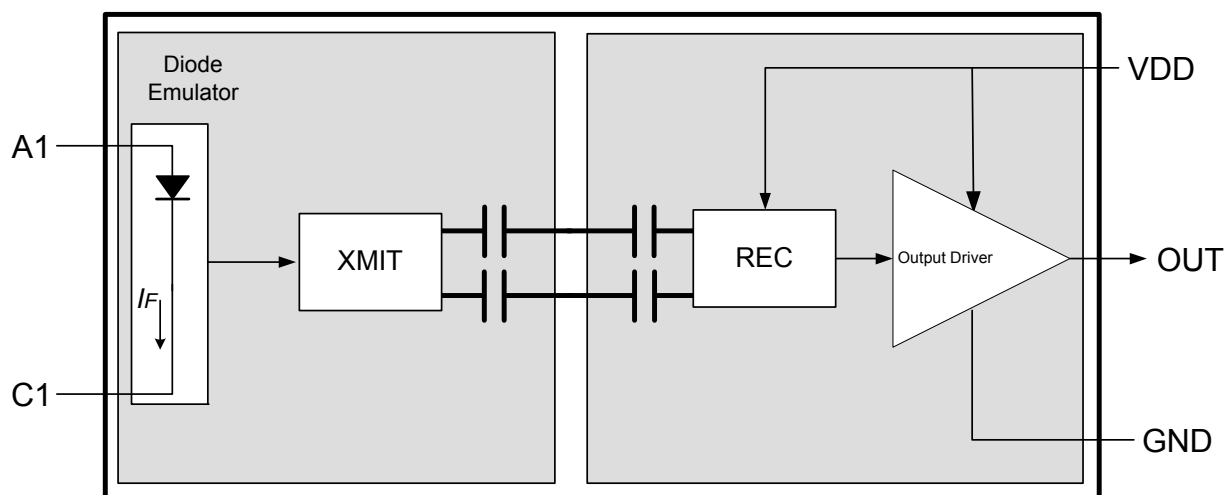 Diode
Emulator
A1
IF
C1
XMIT
REC
Output Driver
VDD
OUT
GND